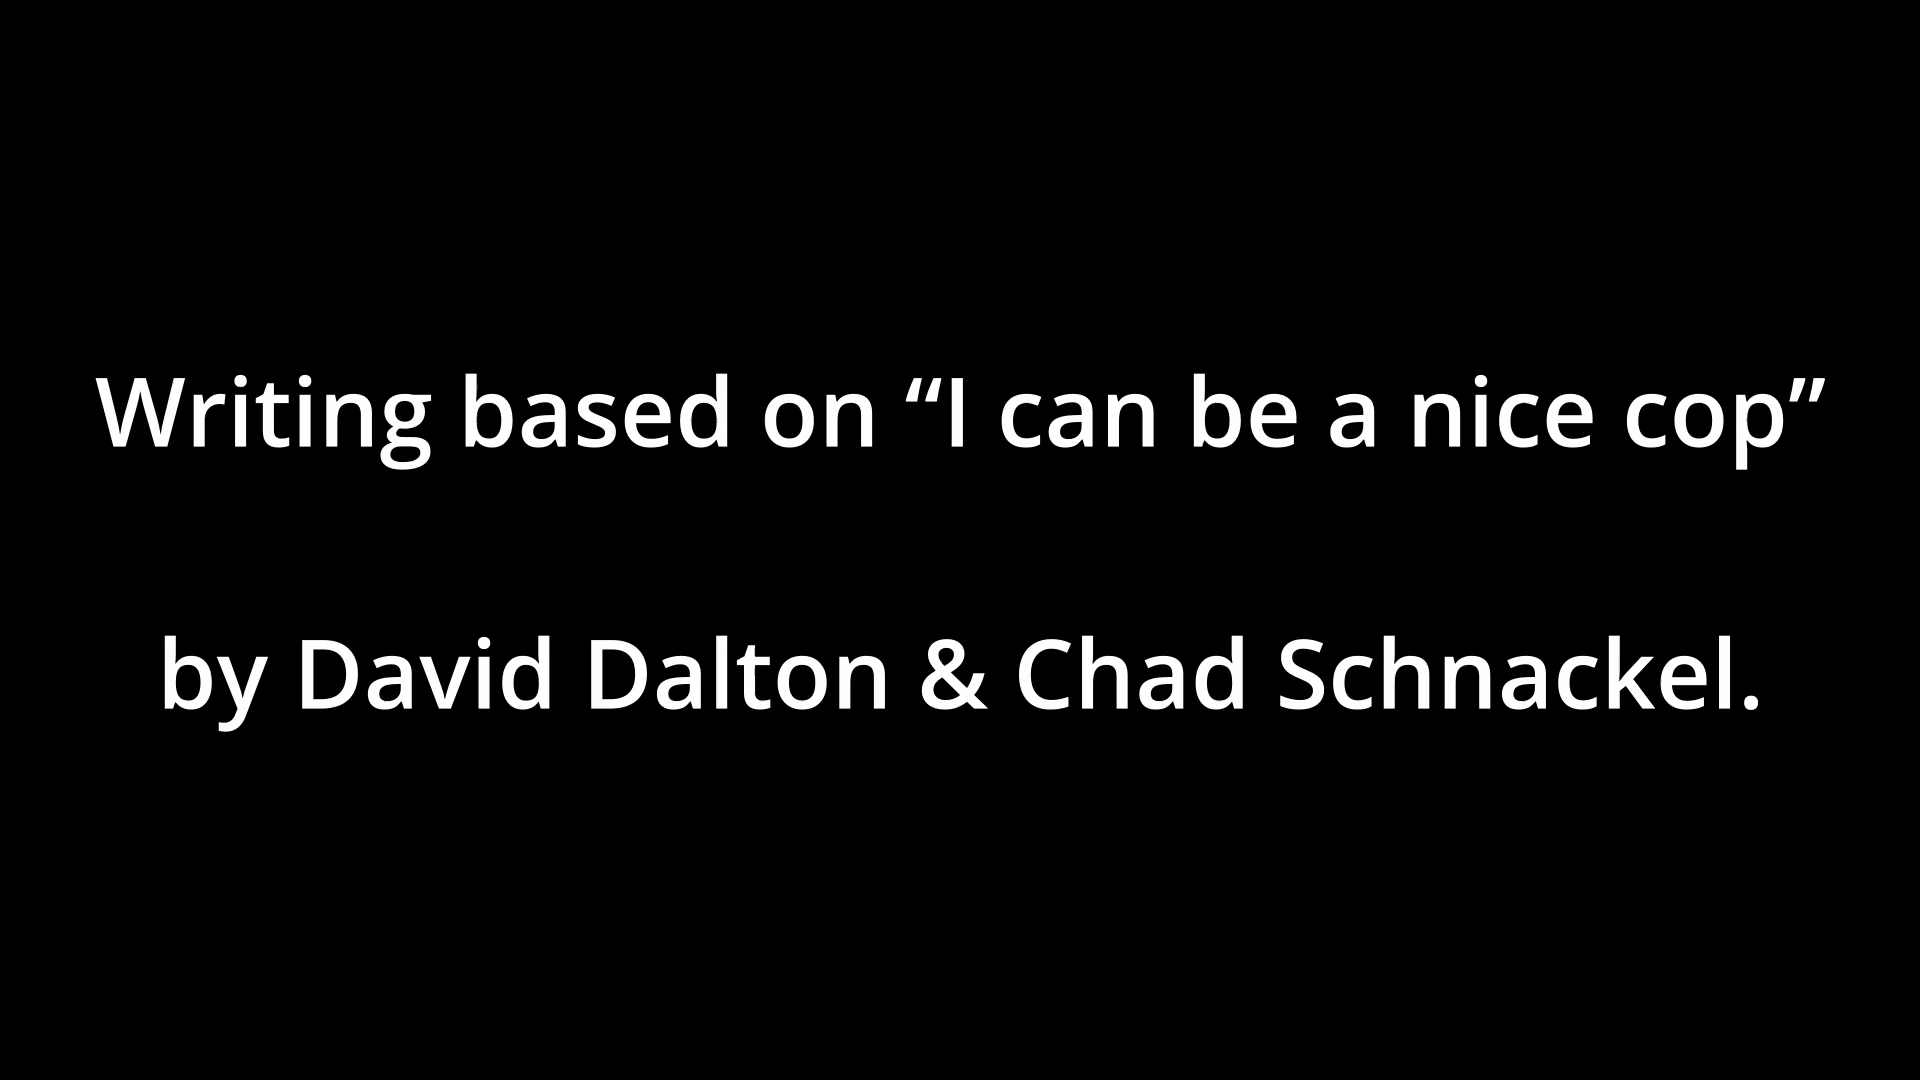 Writing based on “I can be a nice cop”
by David Dalton & Chad Schnackel.